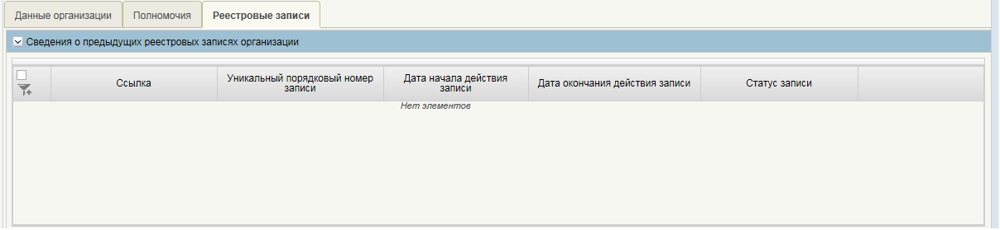 Данные организации Полномочия Реестровые записи
Сведения о предыдущих реестровых записях организации
Ссылка
Уникальный порядковый номер
записи
Дата начала действия
записи
Дата окончания действия записи
Статус записи
Нет элементов